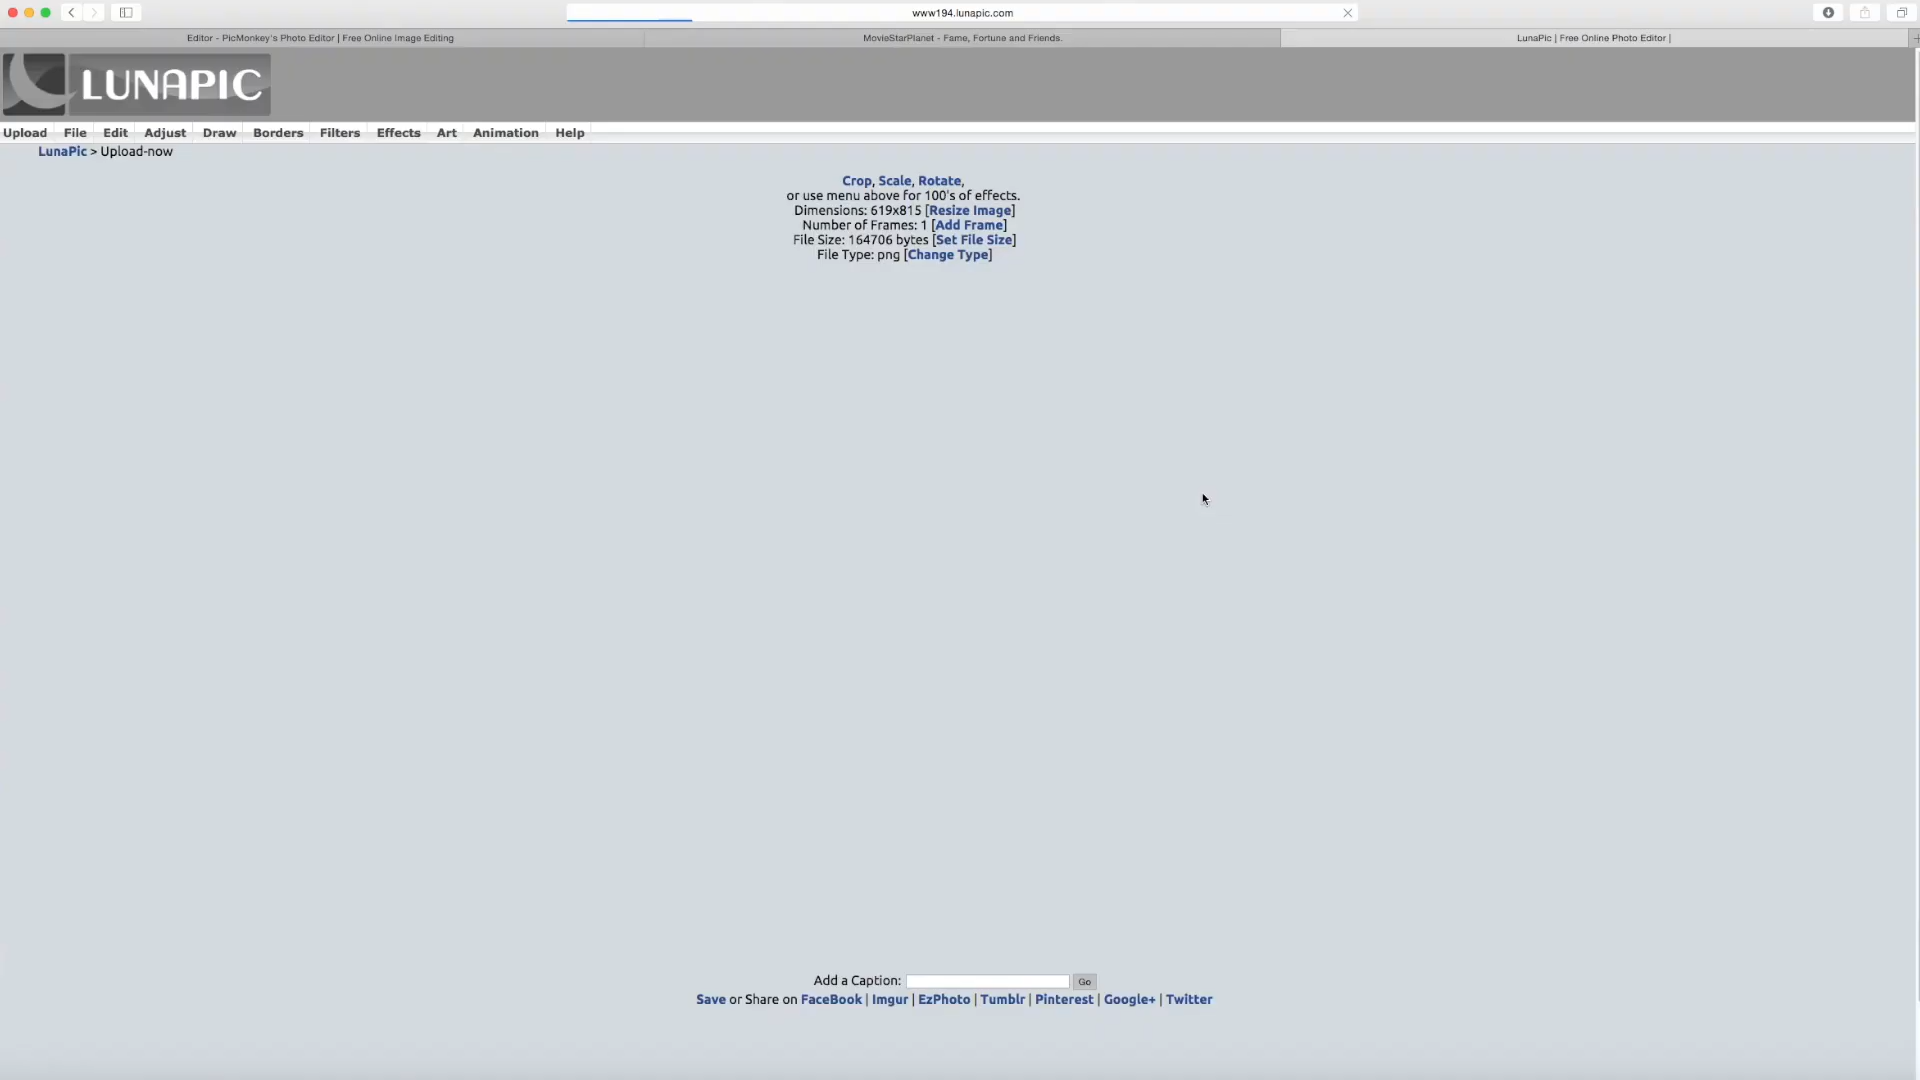 www194.lunapic.com
Editor - PicMonkey's Photo Editor | Free Online Image Editing
MovieStarPlanet - Fame, Fortune and Friends.
LunaPic | Free Online Photo Editor |
LUNAPIC
Upload File Edit Adjust Draw Borders Filters Effects Art Animation Help
LunaPic > Upload-now
Crop, Scale, Rotate,
or use menu above for 100's of effects.
Dimensions: 619x815 [Resize Image]
Number of Frames: 1 [Add Frame]
File Size: 164706 bytes [Set File Size]
File Type: png [Change Type]
Add a Caption: Go
Save or Share on FaceBook | Imgur | EzPhoto | Tumblr | Pinterest | Google+ | Twitter